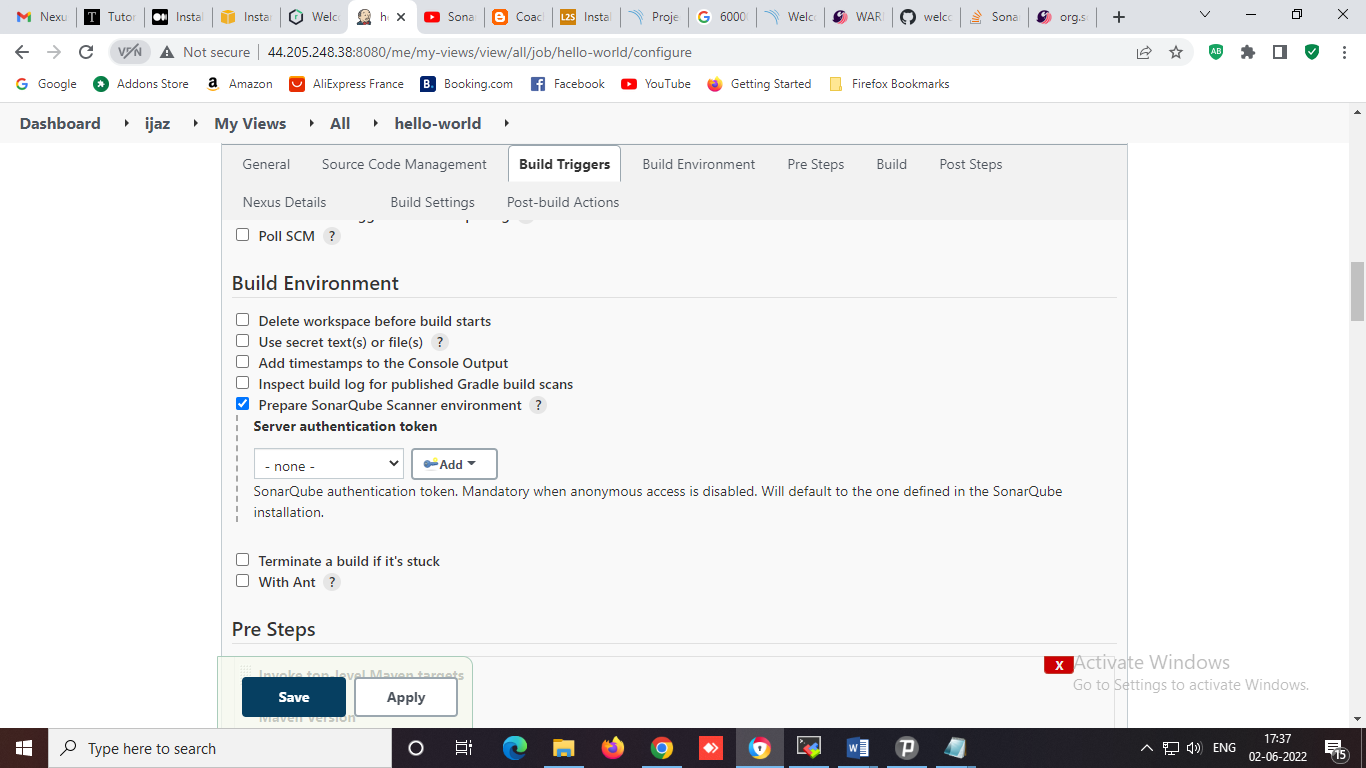 Nexu
Tutor
Instal
Instar
Welco
h
Sona
Coac
Instal
Proje
6000
Welc
WAR
welcc
Sona
org.s
VPN
Not secure
44.205.248.38:8080/me/my-views/view/all/job/hello-world/configure
Google
Addons Store
Amazon
AliExpress France
Booking.com
Facebook
YouTube
Getting Started
Firefox Bookmarks
Dashboard
ijaz
My Views
All
hello-world
General
Source Code Management
Build Triggers
Build Environment
Pre Steps
Build
Post Steps
Nexus Details
Build Settings
Post-build Actions
Poll SCM ?
Build Environment
Delete workspace before build starts
Use secret text(s) or file(s) ?
Add timestamps to the Console Output
Inspect build log for published Gradle build scans
Prepare SonarQube Scanner environment ?
Server authentication token
- none -
Add
SonarQube authentication token. Mandatory when anonymous access is disabled. Will default to the one defined in the SonarQube
installation.
Terminate a build if it's stuck
With Ant ?
Pre Steps
Invoke top-level Maven targets
Save
Apply
Maven Version
X
Activate Windows
Go to Settings to activate Windows.
Type here to search
ENG
17:37
02-06-2022
15